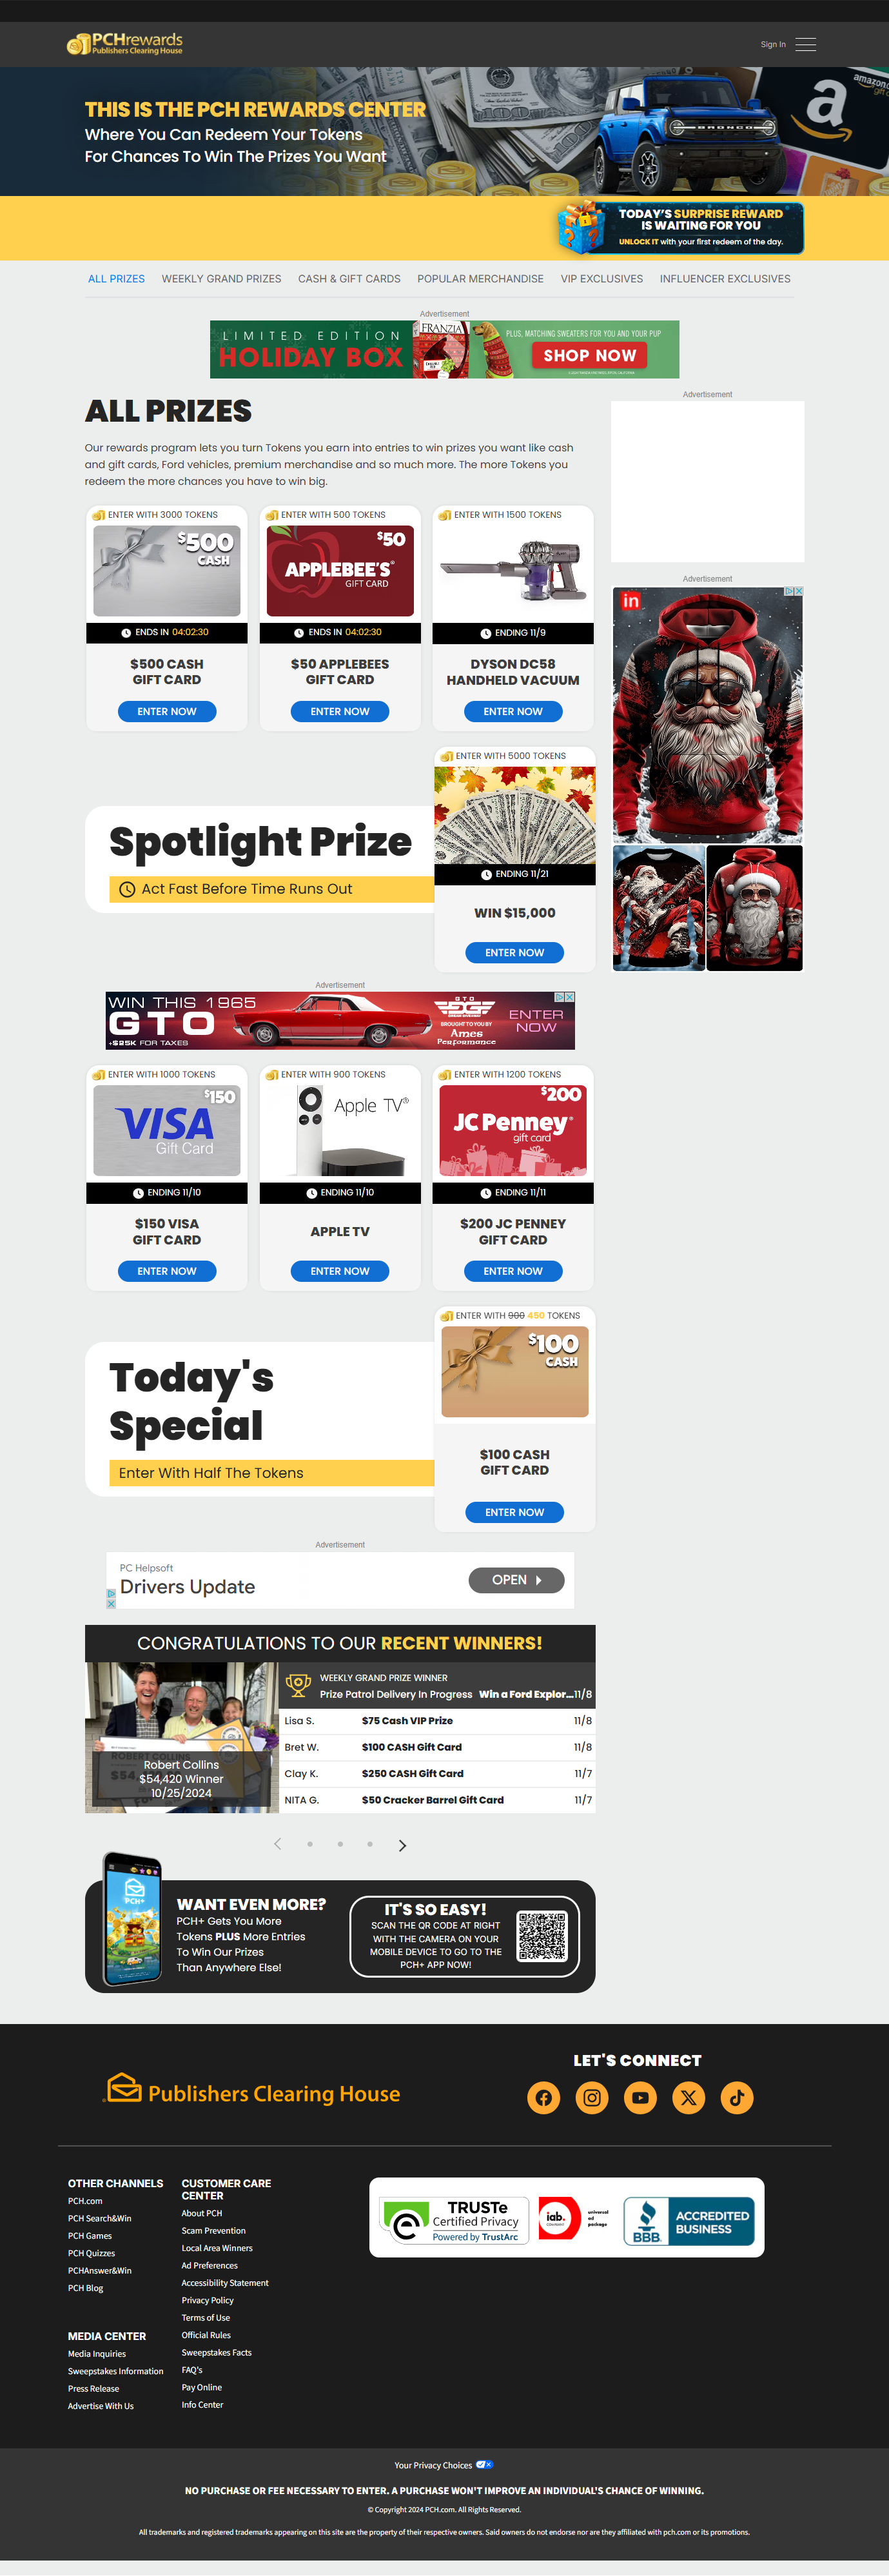 PCHrewards
Publishers Clearing House
Sign In
THIS IS THE PCH REWARDS CENTER
Where You Can Redeem Your Tokens
For Chances To Win The Prizes You Want
BRONCO
amazon
TODAY'S SURPRISE REWARD
IS WAITING FOR YOU
UNLOCK IT with your first redeem of the day.
ALL PRIZES
WEEKLY GRAND PRIZES
CASH & GIFT CARDS
POPULAR MERCHANDISE
VIP EXCLUSIVES
INFLUENCER EXCLUSIVES
Advertisement
LIMITED EDITION
HOLIDAY BOX
FRANZIA
PLUS, MATCHING SWEATERS FOR YOU AND YOUR PUP
SHOP NOW
ALL PRIZES
Our rewards program lets you turn Tokens you earn into entries to win prizes you want like cash
and gift cards, Ford vehicles, premium merchandise and so much more. The more Tokens you
redeem the more chances you have to win big.
Advertisement
ENTER WITH 3000 TOKENS
$500
CASH
ENDS IN 04:02:30
$500 CASH
GIFT CARD
ENTER NOW
ENTER WITH 500 TOKENS
$50
APPLEBEE'S®
GIFT CARD
ENDS IN 04:02:30
$50 APPLEBEES
GIFT CARD
ENTER NOW
ENTER WITH 1500 TOKENS
ENDING 11/9
DYSON DC58
HANDHELD VACUUM
ENTER NOW
Advertisement
in
Spotlight Prize
Act Fast Before Time Runs Out
ENTER WITH 5000 TOKENS
ENDING 11/21
WIN $15,000
ENTER NOW
Advertisement
WIN THIS 1965
GTO
+$25K FOR TAXES
GTO
BROUGHT TO YOU BY
Ames
Performance
ENTER
NOW
ENTER WITH 1000 TOKENS
$150
VISA
Gift Card
ENDING 11/10
$150 VISA
GIFT CARD
ENTER NOW
ENTER WITH 900 TOKENS
Apple TV®
ENDING 11/10
APPLE TV
ENTER NOW
ENTER WITH 1200 TOKENS
$200
JCPenney®
gift card
ENDING 11/11
$200 JC PENNEY
GIFT CARD
ENTER NOW
Today's
Special
Enter With Half The Tokens
ENTER WITH 900 450 TOKENS
$100
CASH
$100 CASH
GIFT CARD
ENTER NOW
Advertisement
PC Helpsoft
Drivers Update
OPEN
CONGRATULATIONS TO OUR RECENT WINNERS!
ROBERT COLLINS
Robert Collins
$54,420 Winner
10/25/2024
WEEKLY GRAND PRIZE WINNER
Prize Patrol Delivery In Progress Win a Ford Explor... 11/8
Lisa S. $75 Cash VIP Prize 11/8
Bret W. $100 CASH Gift Card 11/8
Clay K. $250 CASH Gift Card 11/7
NITA G. $50 Cracker Barrel Gift Card 11/7
PCH+
WANT EVEN MORE?
PCH+ Gets You More
Tokens PLUS More Entries
To Win Our Prizes
Than Anywhere Else!
IT'S SO EASY!
SCAN THE QR CODE AT RIGHT
WITH THE CAMERA ON YOUR
MOBILE DEVICE TO GO TO THE
PCH+ APP NOW!
Publishers Clearing House
LET'S CONNECT
OTHER CHANNELS
PCH.com
PCH Search&Win
PCH Games
PCH Quizzes
PCHAnswer&Win
PCH Blog
MEDIA CENTER
Media Inquiries
Sweepstakes Information
Press Release
Advertise With Us
CUSTOMER CARE
CENTER
About PCH
Scam Prevention
Local Area Winners
Ad Preferences
Accessibility Statement
Privacy Policy
Terms of Use
Official Rules
Sweepstakes Facts
FAQ's
Pay Online
Info Center
TRUSTe
Certified Privacy
Powered by TrustArc
iab.
universal
ad
package
BBB.
ACCREDITED
BUSINESS
Your Privacy Choices
NO PURCHASE OR FEE NECESSARY TO ENTER. A PURCHASE WON'T IMPROVE AN INDIVIDUAL'S CHANCE OF WINNING.
© Copyright 2024 PCH.com. All Rights Reserved.
All trademarks and registered trademarks appearing on this site are the property of their respective owners. Said owners do not endorse nor are they affiliated with pch.com or its promotions.